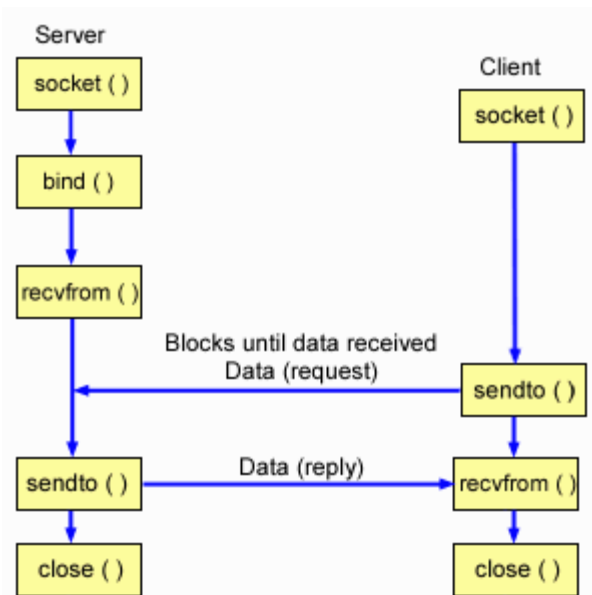 Server
socket ( )
bind ( )
recvfrom ( )
Blocks until data received
Data (request)
sendto ( )
Data (reply)
close ( )
Client
socket ( )
sendto ( )
recvfrom ( )
close ( )